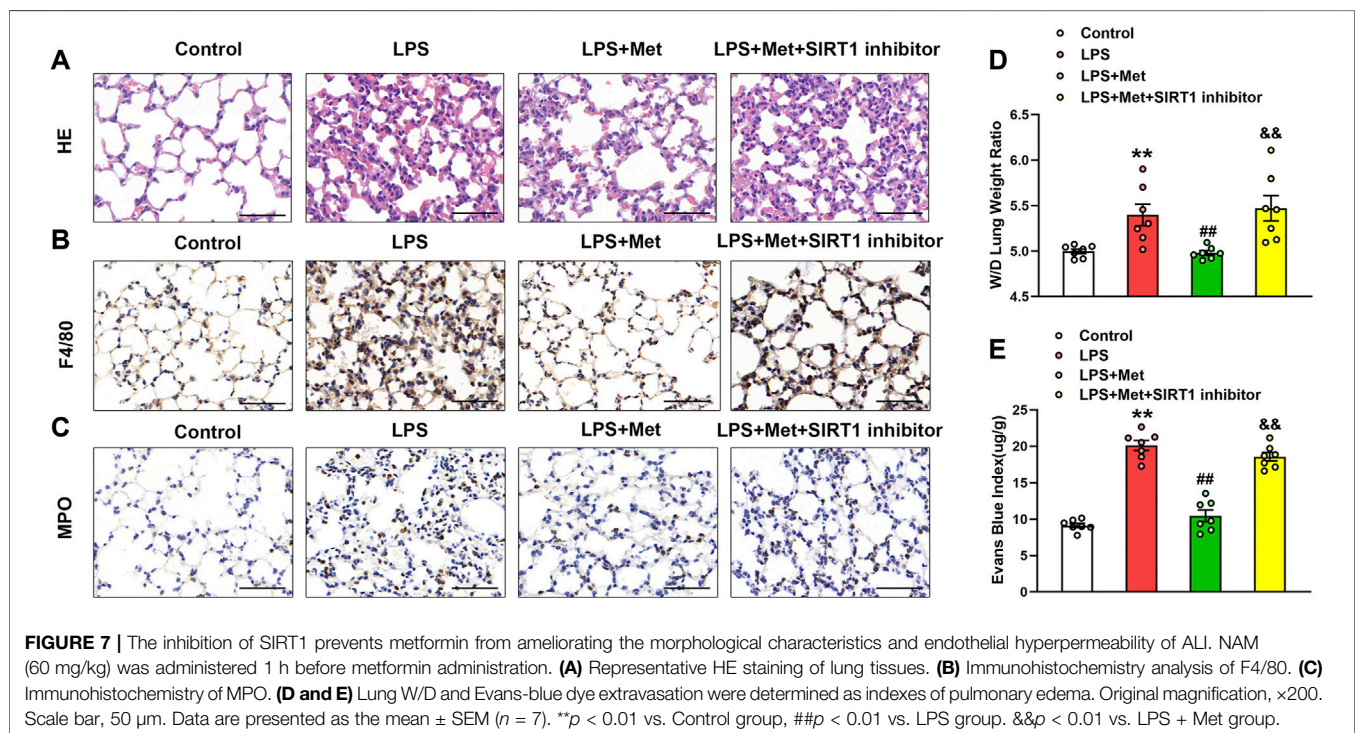 A
Control LPS LPS+Met LPS+Met+SIRT1 inhibitor
HE
B
Control LPS LPS+Met LPS+Met+SIRT1 inhibitor
F4/80
C
Control LPS LPS+Met LPS+Met+SIRT1 inhibitor
MPO
D
Control
LPS
LPS+Met
LPS+Met+SIRT1 inhibitor
W/D Lung Weight Ratio
6.5
6.0
5.5
5.0
4.5
**
##
&&
E
Control
LPS
LPS+Met
LPS+Met+SIRT1 inhibitor
Evans Blue Index(ug/g)
25
20
15
10
5
0
**
##
&&
FIGURE 7 | The inhibition of SIRT1 prevents metformin from ameliorating the morphological characteristics and endothelial hyperpermeability of ALI. NAM
(60 mg/kg) was administered 1 h before metformin administration. (A) Representative HE staining of lung tissues. (B) Immunohistochemistry analysis of F4/80. (C)
Immunohistochemistry of MPO. (D and E) Lung W/D and Evans-blue dye extravasation were determined as indexes of pulmonary edema. Original magnification, ×200.
Scale bar, 50 μm. Data are presented as the mean ± SEM (n = 7). **p < 0.01 vs. Control group, ##p < 0.01 vs. LPS group. &&p < 0.01 vs. LPS + Met group.